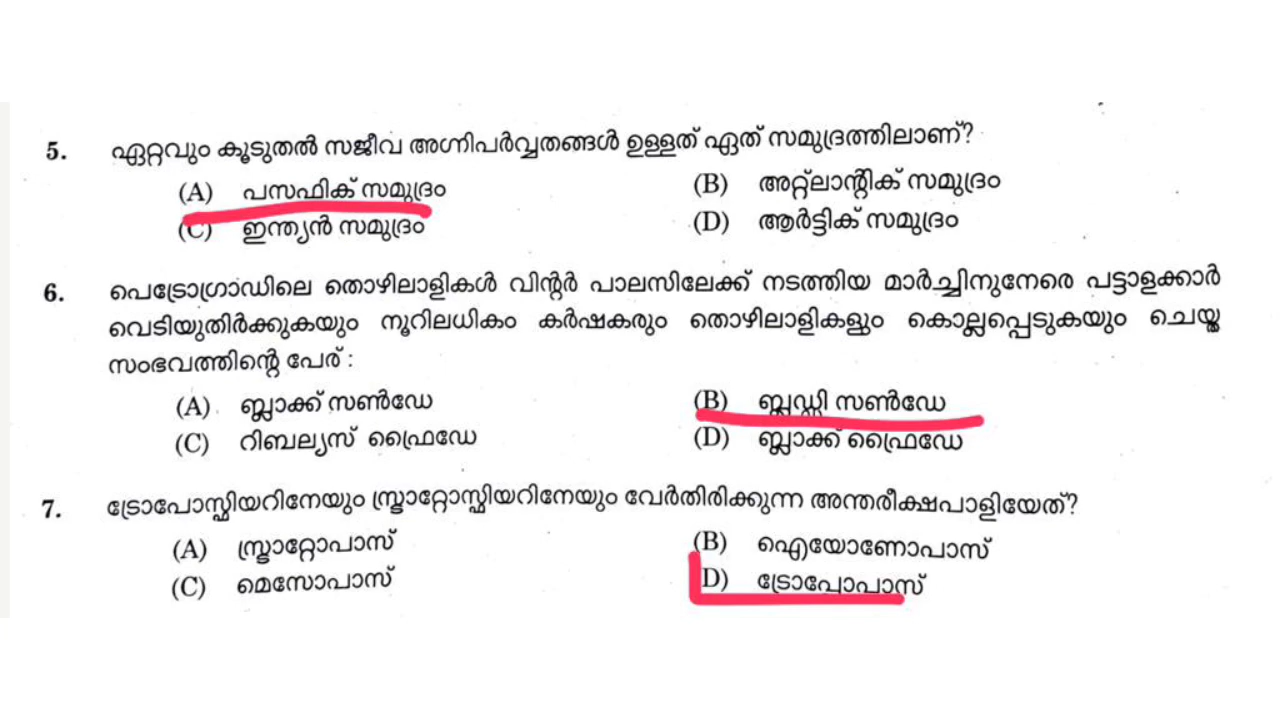 5. ഏറ്റവും കൂടുതൽ സജീവ അഗ്നിപർവ്വതങ്ങൾ ഉള്ളത് ഏത് സമുദ്രത്തിലാണ്?
(A) പസഫിക് സമുദ്രം (B) അറ്റ്ലാന്റിക് സമുദ്രം
(C) ഇന്ത്യൻ സമുദ്രം (D) ആർട്ടിക് സമുദ്രം
6. പെട്രോഗ്രാഡിലെ തൊഴിലാളികൾ വിന്റർ പാലസിലേക്ക് നടത്തിയ മാർച്ചിനുനേരെ പട്ടാളക്കാർ
വെടിയുതിർക്കുകയും നൂറിലധികം കർഷകരും തൊഴിലാളികളും കൊല്ലപ്പെടുകയും ചെയ്ത
സംഭവത്തിന്റെ പേര് :
(A) ബ്ലാക്ക് സൺഡേ (B) ബ്ലഡ്ഡി സൺഡേ
(C) റിബല്യസ് ഫ്രൈഡേ (D) ബ്ലാക്ക് ഫ്രൈഡേ
7. ട്രോപോസ്ഫിയറിനേയും സ്ട്രാറ്റോസ്ഫിയറിനേയും വേർതിരിക്കുന്ന അന്തരീക്ഷപാളിയേത്?
(A) സ്ട്രാറ്റോപാസ് (B) ഐയോണോപാസ്
(C) മെസോപാസ് (D) ട്രോപ്പോപാസ്